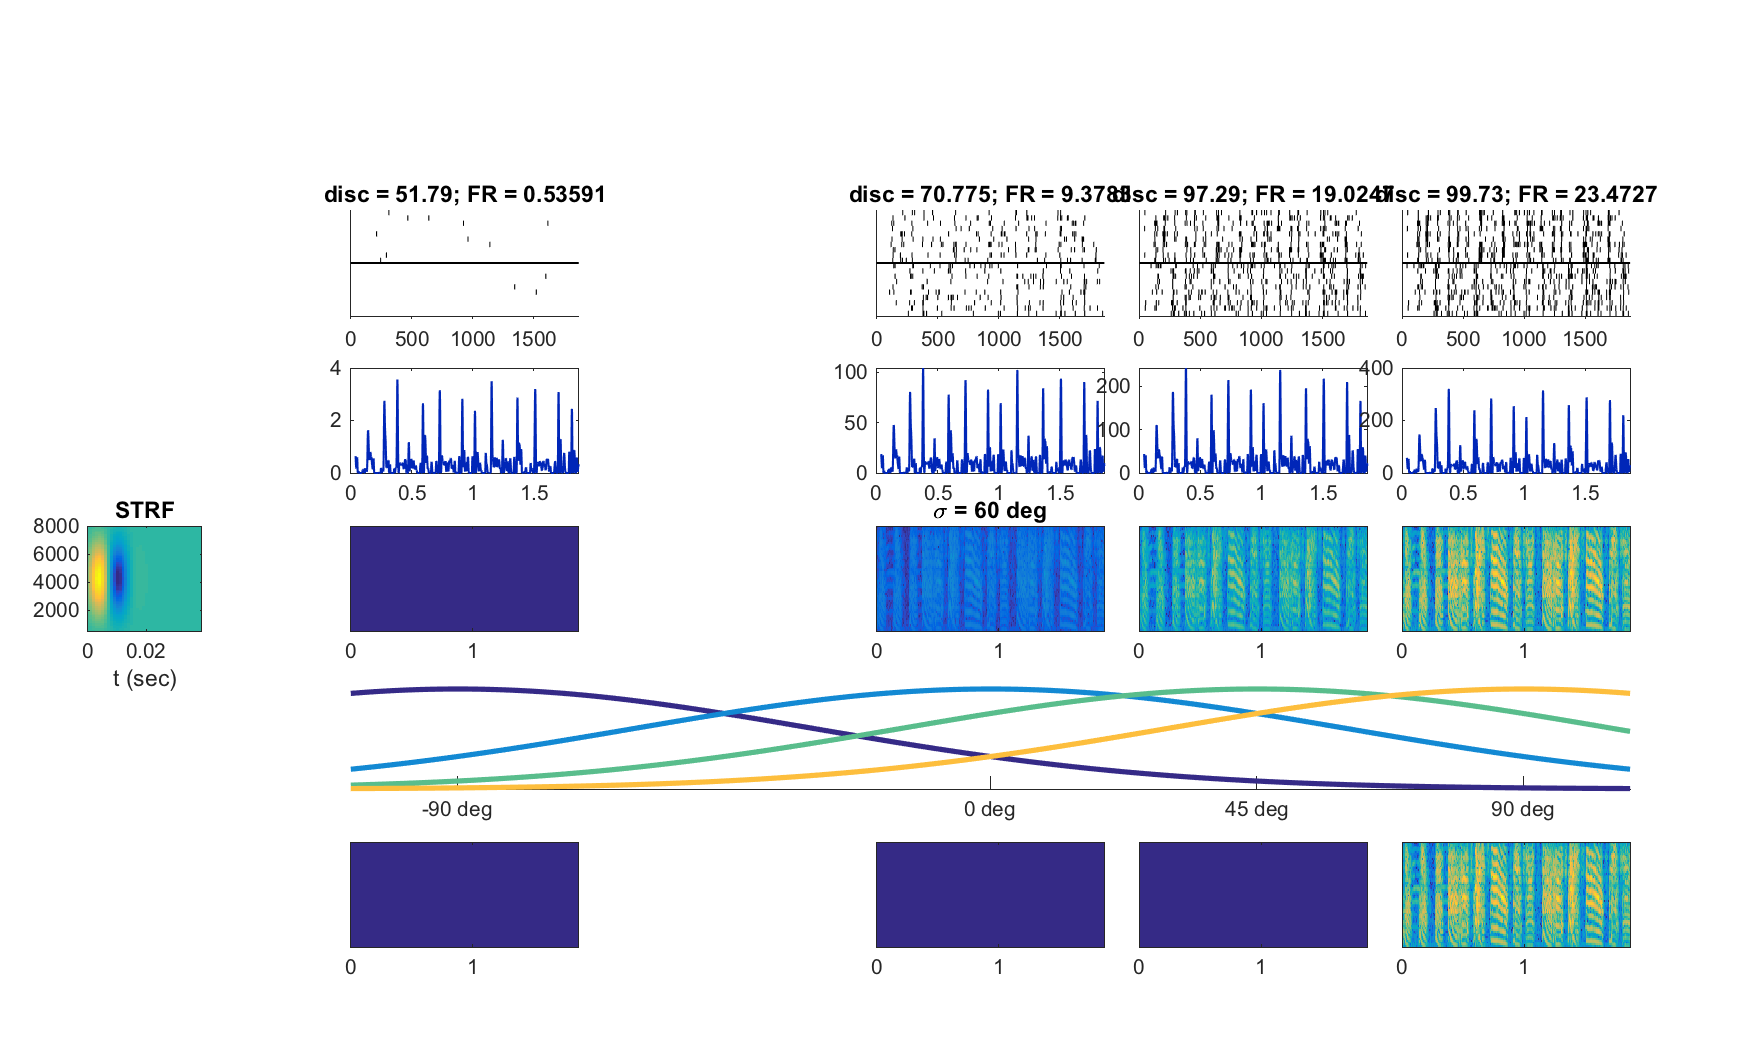 disc = 51.79; FR = 0.53591
disc = 70.775; FR = 9.378
disc = 97.29; FR = 19.0247
disc = 99.73; FR = 23.4727
0 500 1000 1500
0 500 1000 1500
0 500 1000 1500
0 500 1000 1500
4
2
0
0 0.5 1 1.5
100
50
0
0 0.5 1 1.5
200
100
0
0 0.5 1 1.5
400
200
0
0 0.5 1 1.5
STRF
8000
6000
4000
2000
0 0.02
t (sec)
σ = 60 deg
0 1
0 1
0 1
0 1
-90 deg
0 deg
45 deg
90 deg
0 1
0 1
0 1
0 1